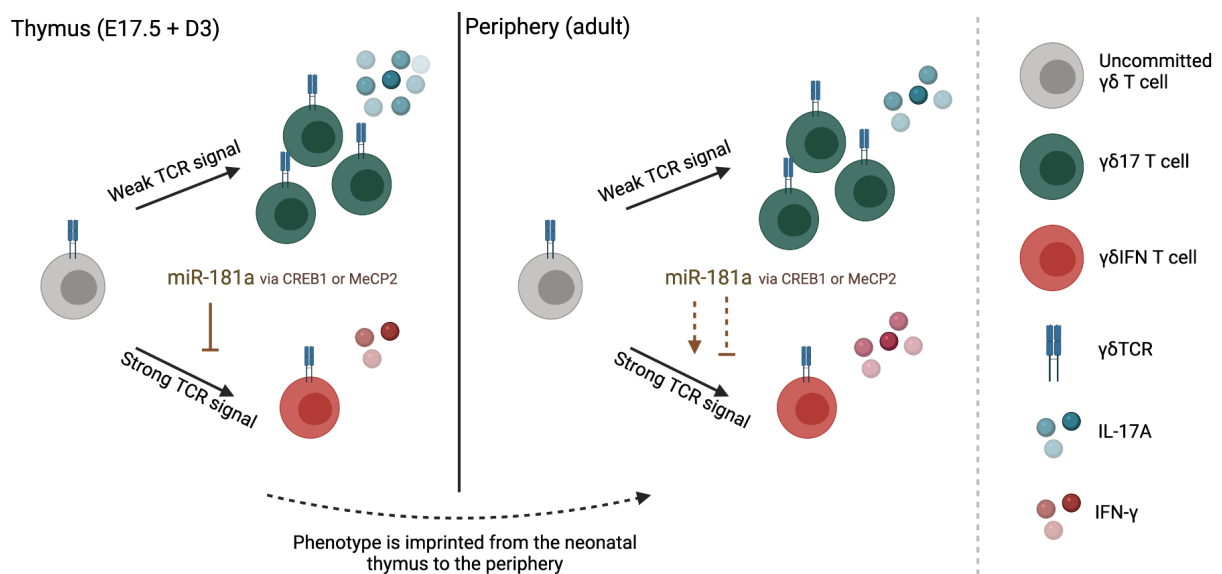 Thymus (E17.5 + D3)
Weak TCR signal
miR-181a via CREB1 or MeCP2
Strong TCR signal
Periphery (adult)
Weak TCR signal
miR-181a via CREB1 or MeCP2
Strong TCR signal
Phenotype is imprinted from the neonatal
thymus to the periphery
Uncommitted
γδ T cell
γδ17 T cell
γδIFN T cell
γδTCR
IL-17A
IFN-γ